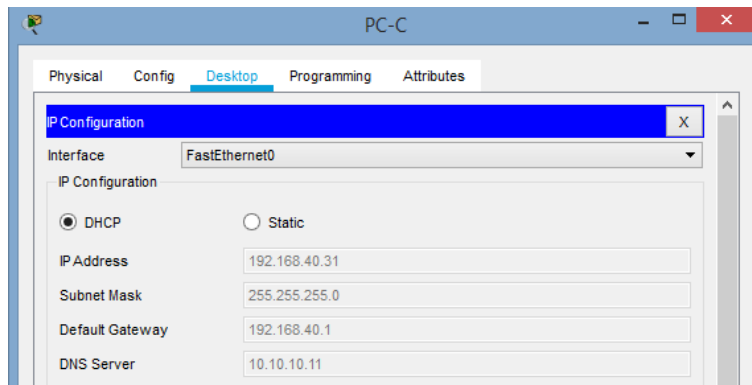 PC-C
Physical Config Desktop Programming Attributes
IP Configuration X
Interface FastEthernet0
IP Configuration
DHCP Static
IP Address 192.168.40.31
Subnet Mask 255.255.255.0
Default Gateway 192.168.40.1
DNS Server 10.10.10.11